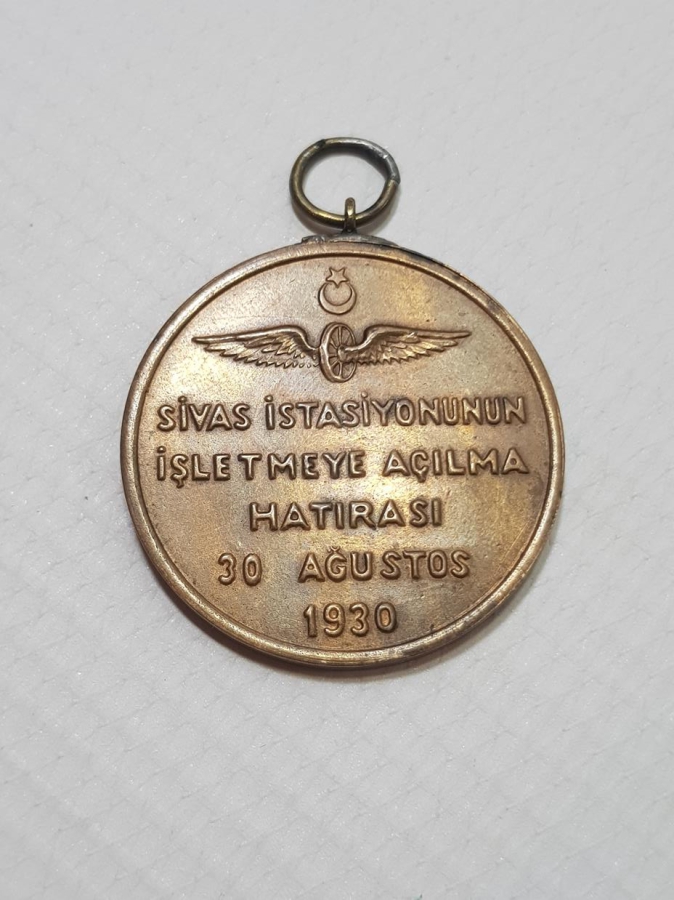 SİVAS İSTASİYONUNUN
İŞLETMEYE AÇILMA
HATIRASI
30 AĞUSTOS
1930